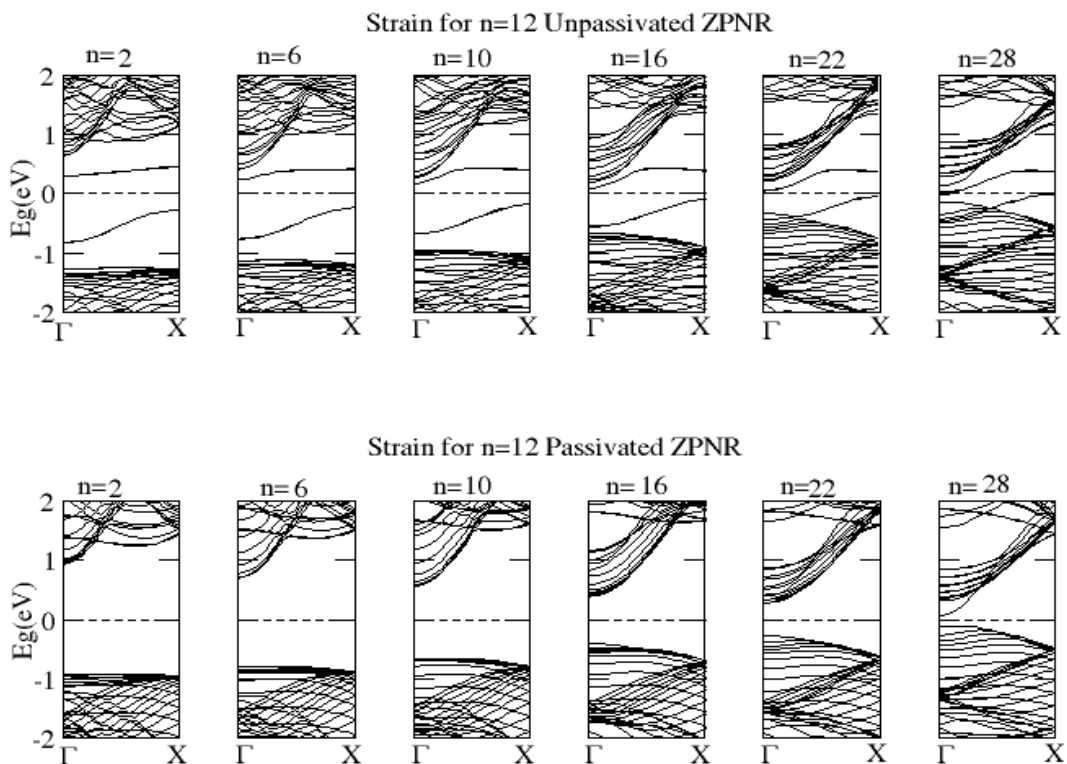 Strain for n=12 Unpassivated ZPNR
n= 2 n=6 n=10 n=16 n=22 n=28
2
1
0
-1
-2
Eg(eV)
Γ X Γ X Γ X Γ X Γ X Γ X
Strain for n=12 Passivated ZPNR
n=2 n=6 n=10 n= 16 n=22 n= 28
2
1
0
-1
-2
Eg(eV)
Γ X Γ X Γ X Γ X Γ X Γ X